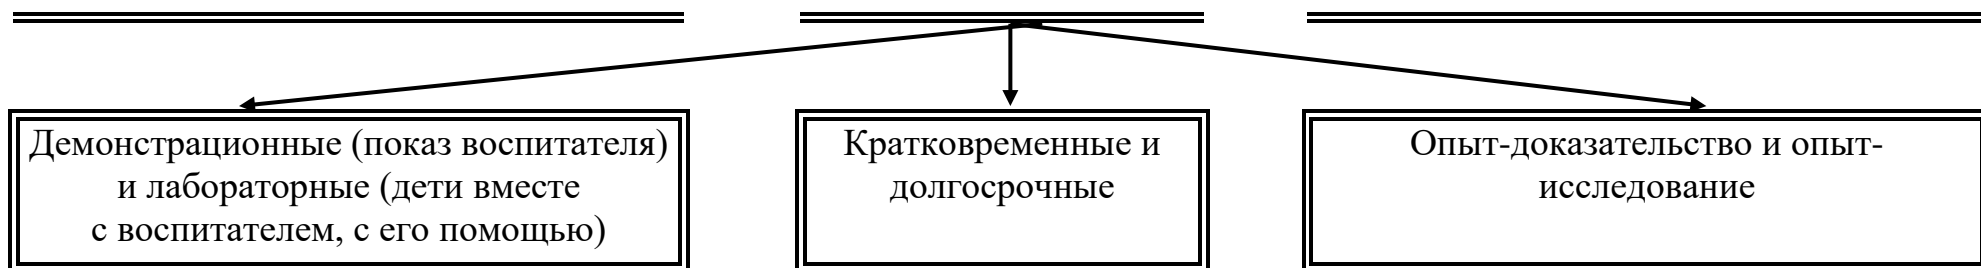 Демонстрационные (показ воспитателя)
и лабораторные (дети вместе
с воспитателем, с его помощью)
Кратковременные и
долгосрочные
Опыт-доказательство и опыт-
исследование